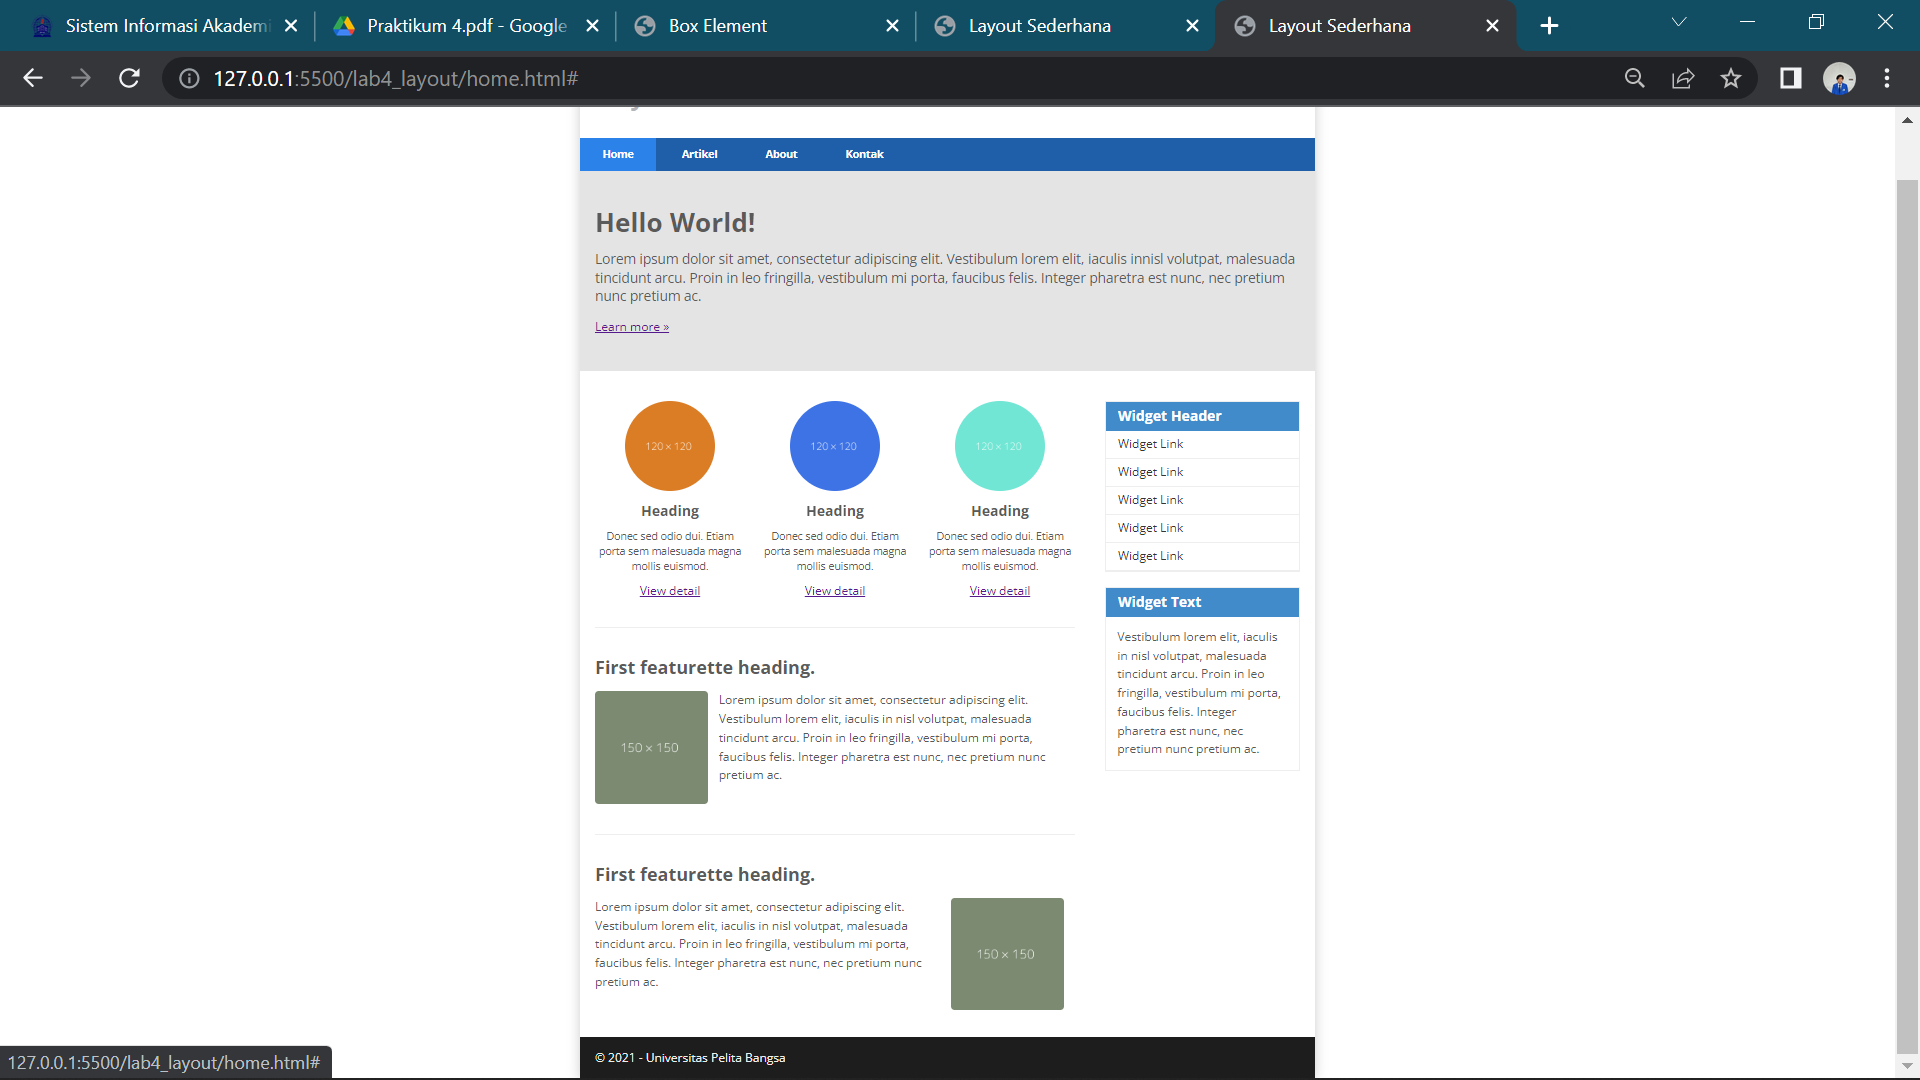 Sistem Informasi Akademi
Praktikum 4.pdf - Google
Box Element
Layout Sederhana
Layout Sederhana
127.0.0.1:5500/lab4_layout/home.html#
Home
Artikel
About
Kontak
Hello World!
Lorem ipsum dolor sit amet, consectetur adipiscing elit. Vestibulum lorem elit, iaculis innisl volutpat, malesuada
tincidunt arcu. Proin in leo fringilla, vestibulum mi porta, faucibus felis. Integer pharetra est nunc, nec pretium
nunc pretium ac.
Learn more »
120 × 120
Heading
Donec sed odio dui. Etiam
porta sem malesuada magna
mollis euismod.
View detail
120 × 120
Heading
Donec sed odio dui. Etiam
porta sem malesuada magna
mollis euismod.
View detail
120 × 120
Heading
Donec sed odio dui. Etiam
porta sem malesuada magna
mollis euismod.
View detail
First featurette heading.
150 × 150
Lorem ipsum dolor sit amet, consectetur adipiscing elit.
Vestibulum lorem elit, iaculis in nisl volutpat, malesuada
tincidunt arcu. Proin in leo fringilla, vestibulum mi porta,
faucibus felis. Integer pharetra est nunc, nec pretium nunc
pretium ac.
First featurette heading.
Lorem ipsum dolor sit amet, consectetur adipiscing elit.
Vestibulum lorem elit, iaculis in nisl volutpat, malesuada
tincidunt arcu. Proin in leo fringilla, vestibulum mi porta,
faucibus felis. Integer pharetra est nunc, nec pretium nunc
pretium ac.
150 × 150
Widget Header
Widget Link
Widget Link
Widget Link
Widget Link
Widget Link
Widget Text
Vestibulum lorem elit, iaculis
in nisl volutpat, malesuada
tincidunt arcu. Proin in leo
fringilla, vestibulum mi porta,
faucibus felis. Integer
pharetra est nunc, nec
pretium nunc pretium ac.
© 2021 - Universitas Pelita Bangsa
127.0.0.1:5500/lab4_layout/home.html#